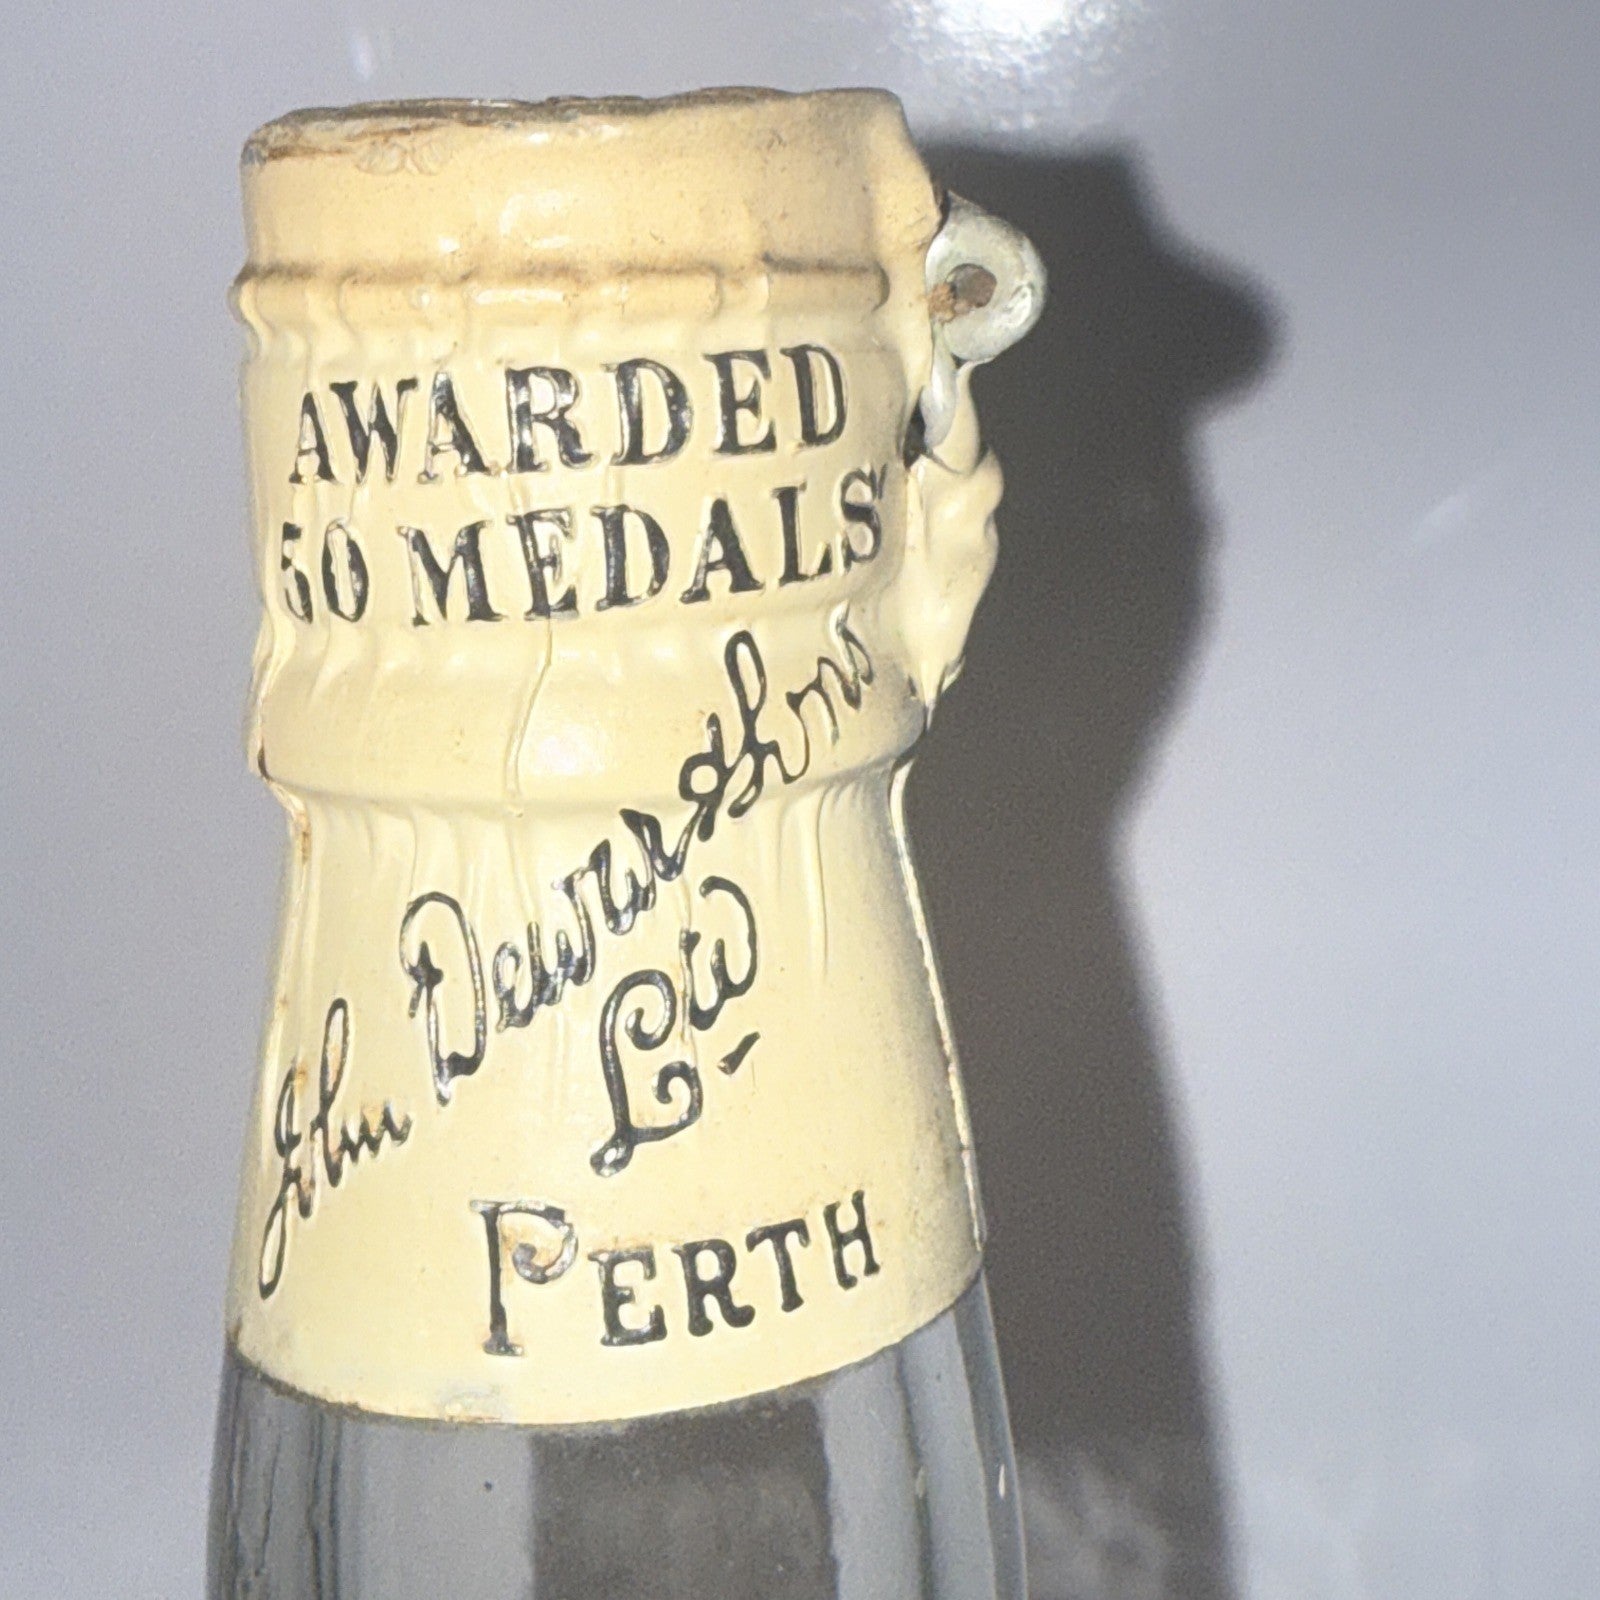 AWARDED
50 MEDALS
John Dewar & Sons
Ltd
PERTH